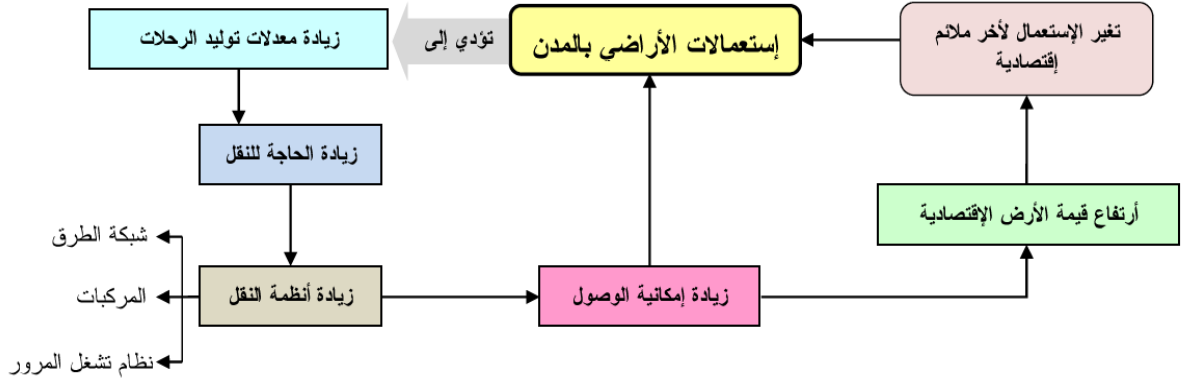 تغير الإستعمال لأخر ملائم
إقتصادية
إستعمالات الأراضي بالمدن
تؤدي إلى
زيادة معدلات توليد الرحلات
زيادة الحاجة للنقل
أرتفاع قيمة الأرض الإقتصادية
زيادة إمكانية الوصول
زيادة أنظمة النقل
شبكة الطرق
المركبات
نظام تشغل المرور